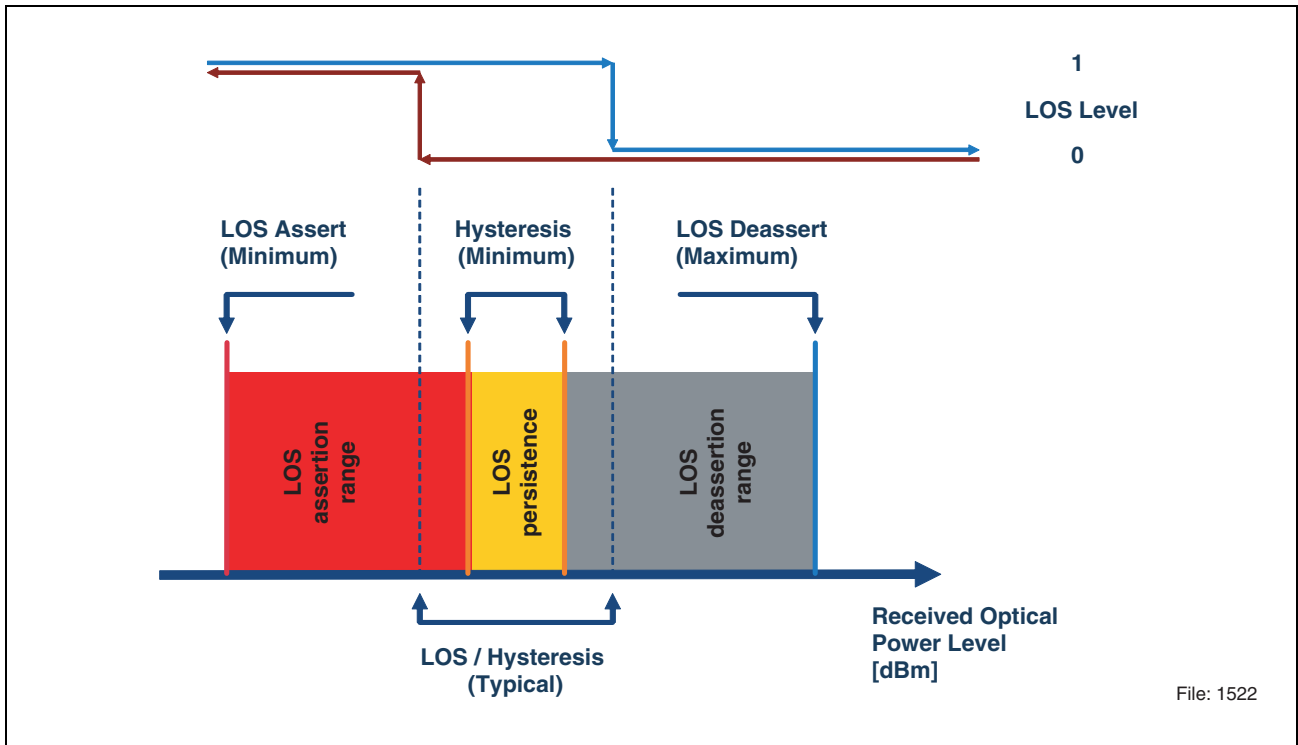 1
LOS Level
0
LOS Assert
(Minimum)
Hysteresis
(Minimum)
LOS Deassert
(Maximum)
LOS
assertion
range
LOS
persistence
LOS
deassertion
range
LOS / Hysteresis
(Typical)
Received Optical
Power Level
[dBm]
File: 1522